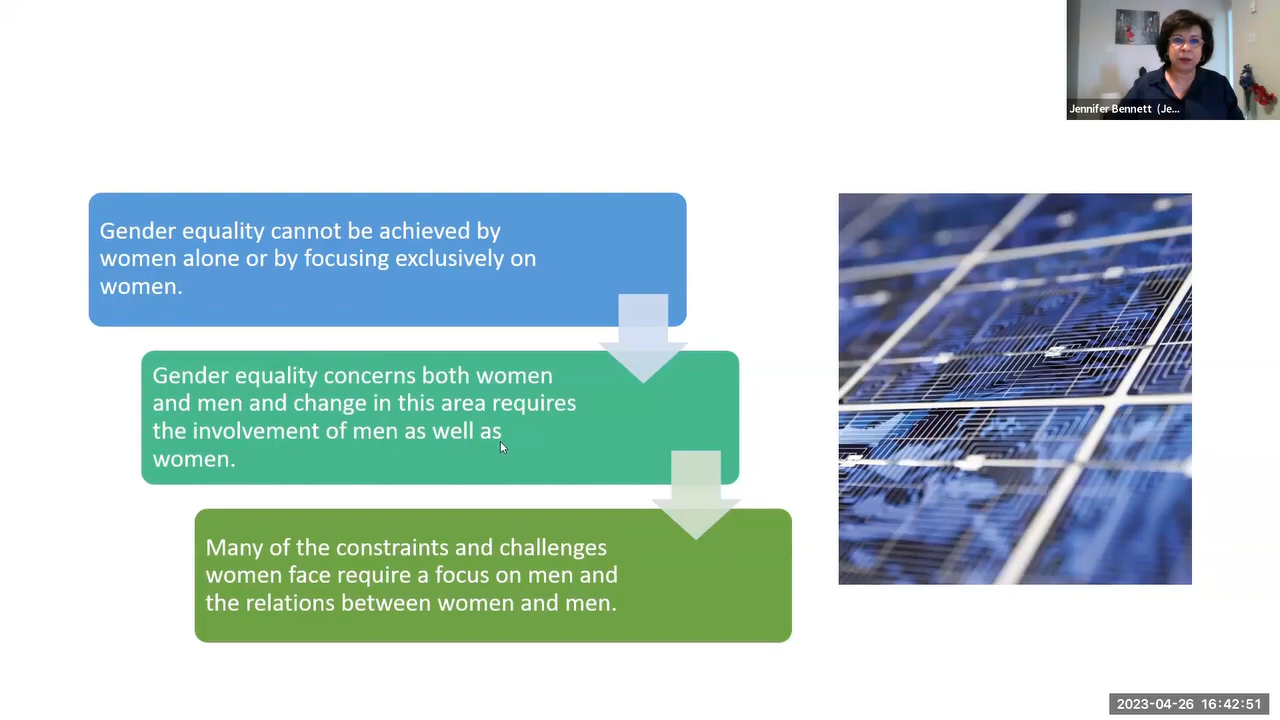 Jennifer Bennett (Je...
Gender equality cannot be achieved by
women alone or by focusing exclusively on
women.
Gender equality concerns both women
and men and change in this area requires
the involvement of men as well as
women.
Many of the constraints and challenges
women face require a focus on men and
the relations between women and men.
2023-04-26 16:42:51